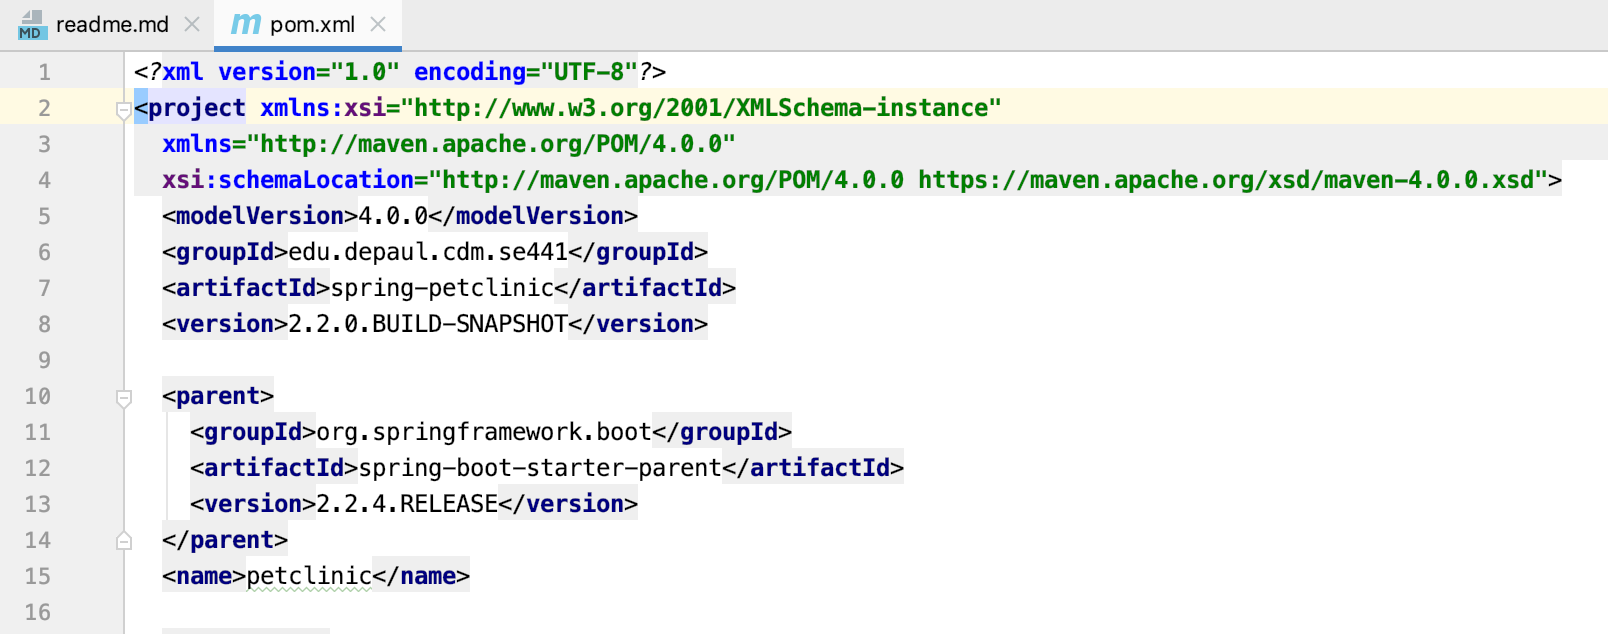 MD readme.md
m pom.xml
1 <?xml version="1.0" encoding="UTF-8"?>
2 <project xmlns:xsi="http://www.w3.org/2001/XMLSchema-instance"
3 xmlns="http://maven.apache.org/POM/4.0.0"
4 xsi:schemaLocation="http://maven.apache.org/POM/4.0.0 https://maven.apache.org/xsd/maven-4.0.0.xsd">
5 <modelVersion>4.0.0</modelVersion>
6 <groupId>edu.depaul.cdm.se441</groupId>
7 <artifactId>spring-petclinic</artifactId>
8 <version>2.2.0.BUILD-SNAPSHOT</version>
9
10 <parent>
11 <groupId>org.springframework.boot</groupId>
12 <artifactId>spring-boot-starter-parent</artifactId>
13 <version>2.2.4.RELEASE</version>
14 </parent>
15 <name>petclinic</name>
16